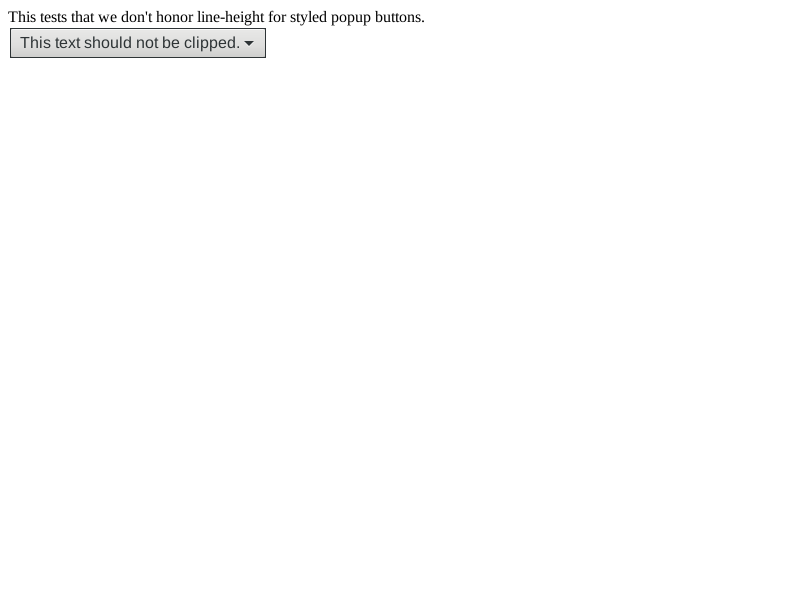 This tests that we don't honor line-height for styled popup buttons.
This text should not be clipped.